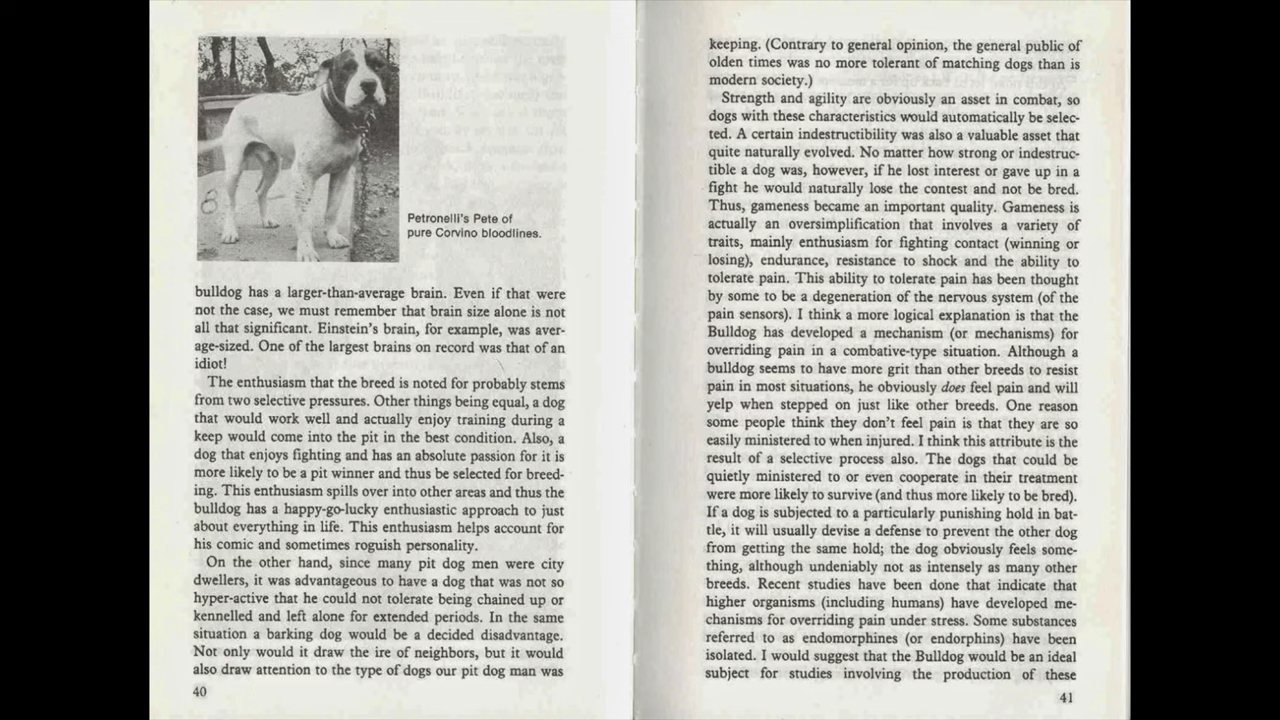 Petronelli's Pete of
pure Corvino bloodlines.
bulldog has a larger-than-average brain. Even if that were
not the case, we must remember that brain size alone is not
all that significant. Einstein's brain, for example, was aver-
age-sized. One of the largest brains on record was that of an
idiot!
The enthusiasm that the breed is noted for probably stems
from two selective pressures. Other things being equal, a dog
that would work well and actually enjoy training during a
keep would come into the pit in the best condition. Also, a
dog that enjoys fighting and has an absolute passion for it is
more likely to be a pit winner and thus be selected for breed-
ing. This enthusiasm spills over into other areas and thus the
bulldog has a happy-go-lucky enthusiastic approach to just
about everything in life. This enthusiasm helps account for
his comic and sometimes roguish personality.
On the other hand, since many pit dog men were city
dwellers, it was advantageous to have a dog that was not so
hyper-active that he could not tolerate being chained up or
kennelled and left alone for extended periods. In the same
situation a barking dog would be a decided disadvantage.
Not only would it draw the ire of neighbors, but it would
also draw attention to the type of dogs our pit dog man was
40
keeping. (Contrary to general opinion, the general public of
olden times was no more tolerant of matching dogs than is
modern society.)
Strength and agility are obviously an asset in combat, so
dogs with these characteristics would automatically be selec-
ted. A certain indestructibility was also a valuable asset that
quite naturally evolved. No matter how strong or indestruc-
tible a dog was, however, if he lost interest or gave up in a
fight he would naturally lose the contest and not be bred.
Thus, gameness became an important quality. Gameness is
actually an oversimplification that involves a variety of
traits, mainly enthusiasm for fighting contact (winning or
losing), endurance, resistance to shock and the ability to
tolerate pain. This ability to tolerate pain has been thought
by some to be a degeneration of the nervous system (of the
pain sensors). I think a more logical explanation is that the
Bulldog has developed a mechanism (or mechanisms) for
overriding pain in a combative-type situation. Although a
bulldog seems to have more grit than other breeds to resist
pain in most situations, he obviously does feel pain and will
yelp when stepped on just like other breeds. One reason
some people think they don't feel pain is that they are so
easily ministered to when injured. I think this attribute is the
result of a selective process also. The dogs that could be
quietly ministered to or even cooperate in their treatment
were more likely to survive (and thus more likely to be bred).
If a dog is subjected to a particularly punishing hold in bat-
tle, it will usually devise a defense to prevent the other dog
from getting the same hold; the dog obviously feels some-
thing, although undeniably not as intensely as many other
breeds. Recent studies have been done that indicate that
higher organisms (including humans) have developed me-
chanisms for overriding pain under stress. Some substances
referred to as endomorphines (or endorphins) have been
isolated. I would suggest that the Bulldog would be an ideal
subject for studies involving the production of these
41